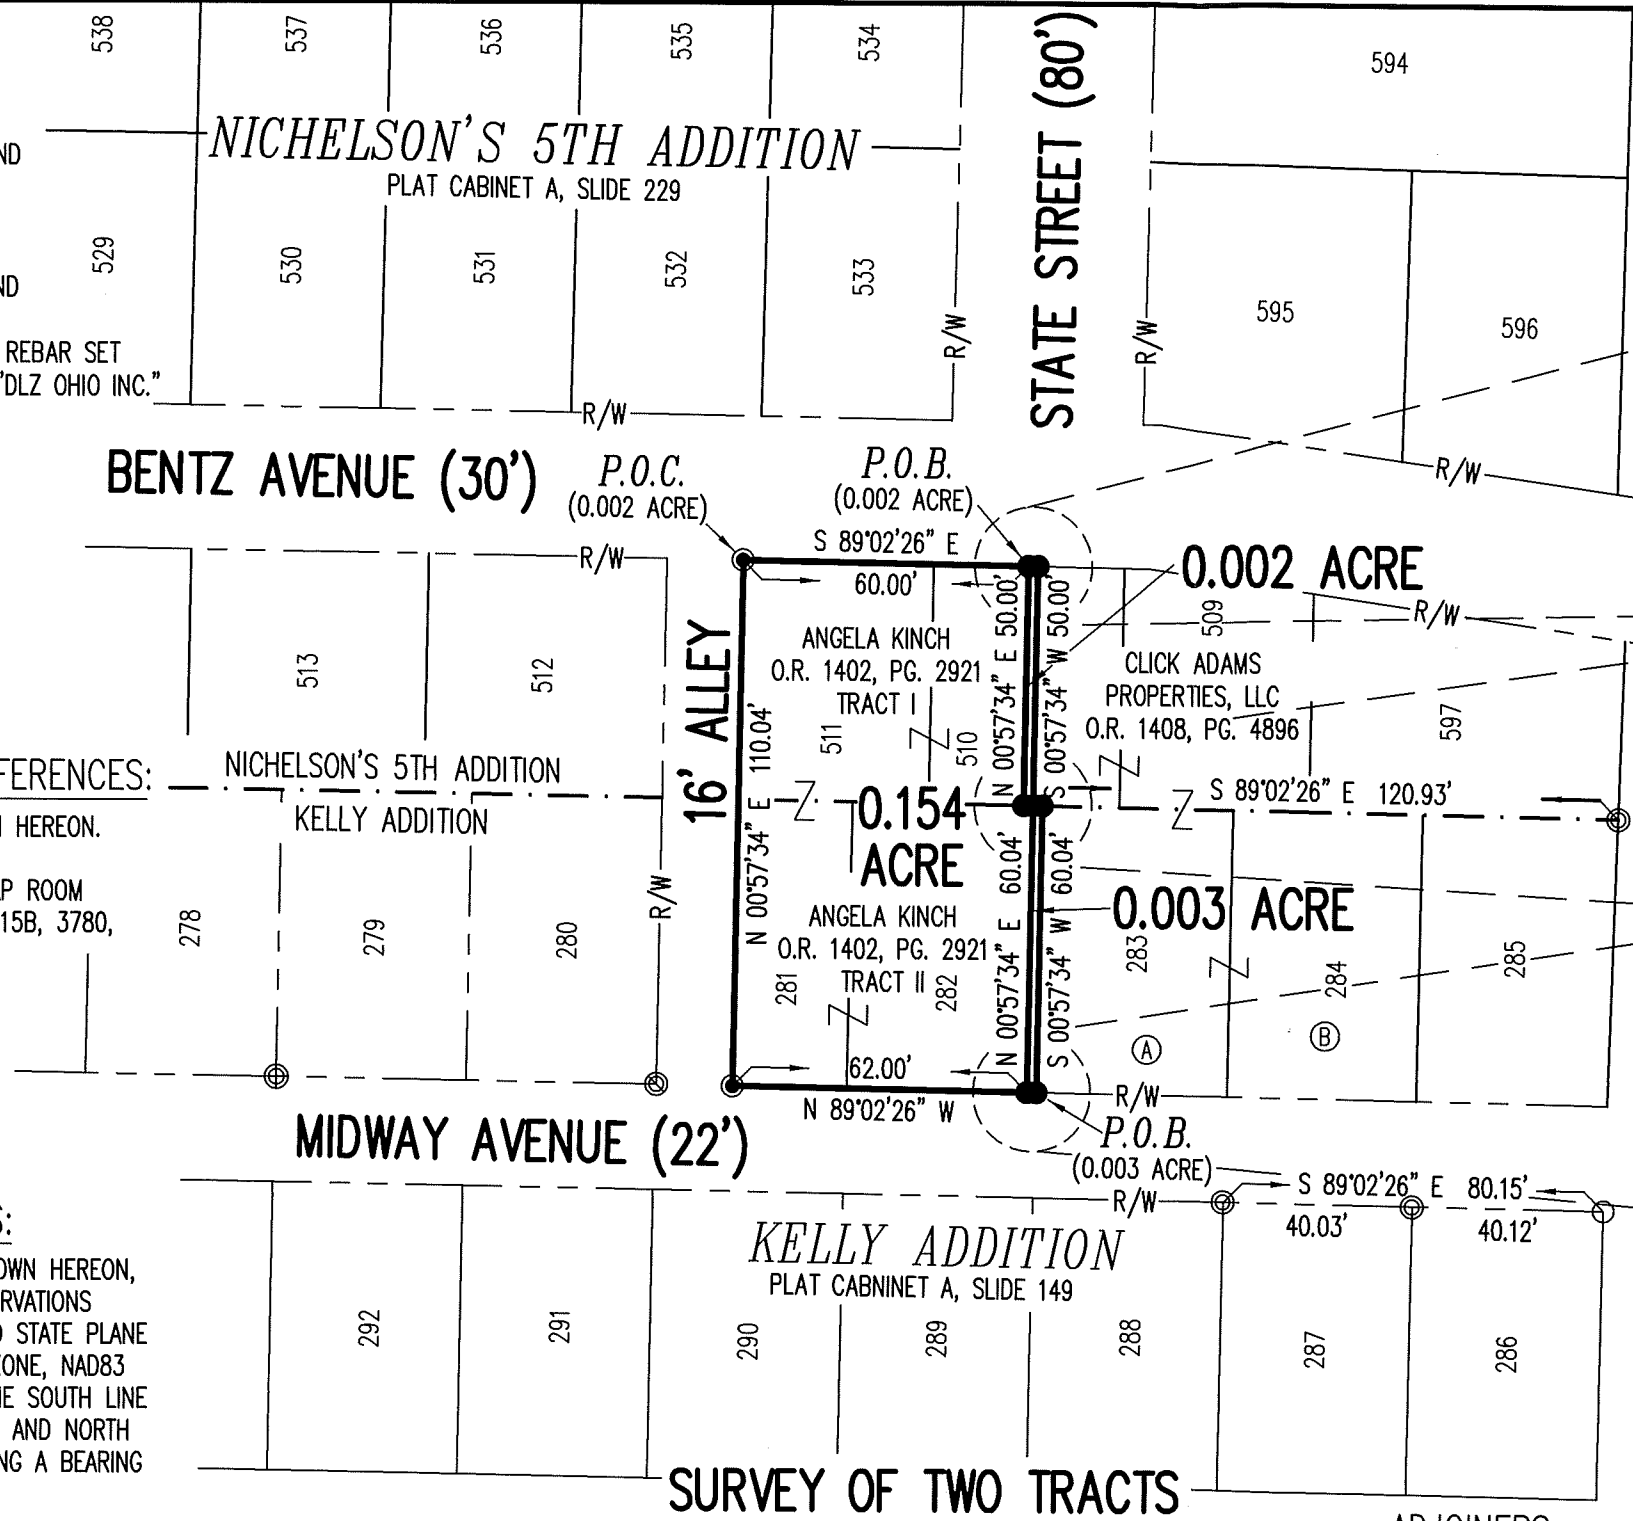 538
537
536
535
534
594
STATE STREET (80')
NICHELSON'S 5TH ADDITION
PLAT CABINET A, SLIDE 229
ND
529
530
531
532
533
595
596
ND
REBAR SET
"DLZ OHIO INC."
R/W
R/W
R/W
R/W
BENTZ AVENUE (30')
P.O.C.
(0.002 ACRE)
P.O.B.
(0.002 ACRE)
S 89°02'26" E
60.00'
0.002 ACRE
R/W
R/W
513
512
16' ALLEY
ANGELA KINCH
O.R. 1402, PG. 2921
TRACT I
511
510
N 00°57'34" E 50.00'
S 00°57'34" W 50.00'
509
CLICK ADAMS
PROPERTIES, LLC
O.R. 1408, PG. 4896
597
FERENCES:
NICHELSON'S 5TH ADDITION
KELLY ADDITION
HEREON.
N 00°57'34" E 110.04'
S 89°02'26" E 120.93'
0.154
ACRE
P ROOM
15B, 3780,
278
279
280
R/W
ANGELA KINCH
O.R. 1402, PG. 2921
TRACT II
281
282
N 00°57'34" E 60.04'
S 00°57'34" W 60.04'
0.003 ACRE
283
284
285
A
B
62.00'
N 89°02'26" W
R/W
MIDWAY AVENUE (22')
P.O.B.
(0.003 ACRE)
R/W
S 89°02'26" E 80.15'
40.03'
40.12'
S:
KELLY ADDITION
PLAT CABNINET A, SLIDE 149
OWN HEREON,
RVATIONS
STATE PLANE
ONE, NAD83
HE SOUTH LINE
AND NORTH
NG A BEARING
292
291
290
289
288
287
286
SURVEY OF TWO TRACTS